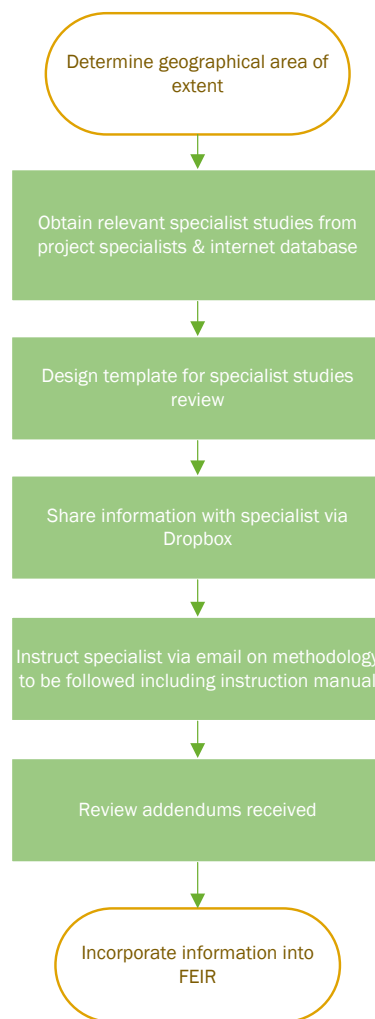 Determine geographical area of
extent
Obtain relevant specialist studies from
project specialists & internet database
Design template for specialist studies
review
Share information with specialist via
Dropbox
Instruct specialist via email on methodology
to be followed including instruction manual
Review addendums received
Incorporate information into
FEIR